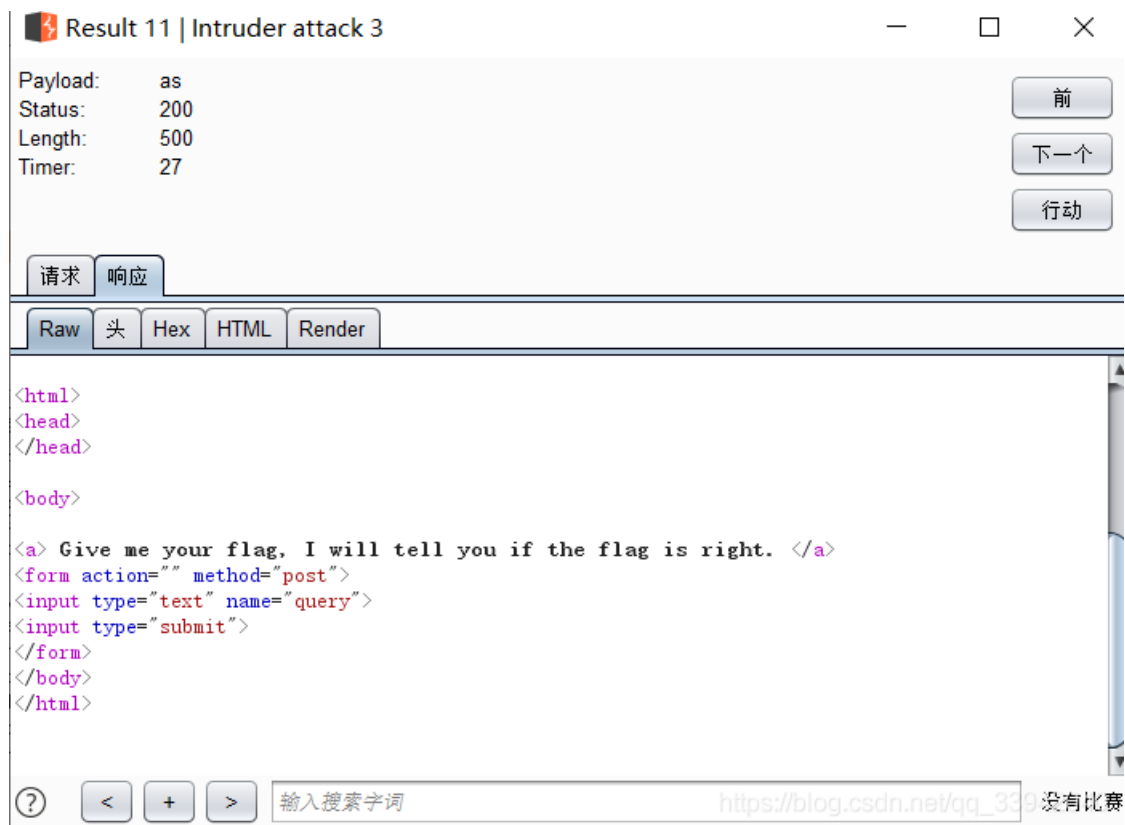 Result 11 | Intruder attack 3
Payload: as
Status: 200
Length: 500
Timer: 27
前
下一个
行动
请求 响应
Raw 头 Hex HTML Render
<html>
<head>
</head>
<body>
<a> Give me your flag, I will tell you if the flag is right. </a>
<form action="" method="post">
<input type="text" name="query">
<input type="submit">
</form>
</body>
</html>
? < + > 输入搜索字词 https://blog.csdn.net/qq_339 没有比赛